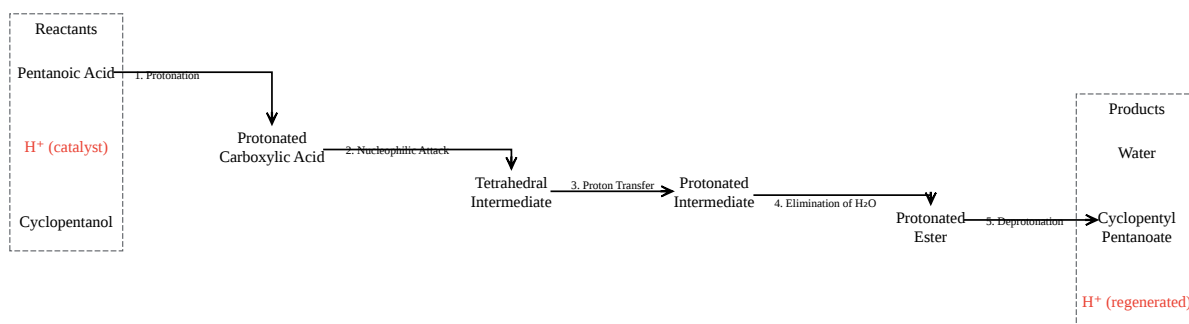 Reactants
Pentanoic Acid
1. Protonation
H⁺ (catalyst)
Cyclopentanol
Protonated
Carboxylic Acid
2. Nucleophilic Attack
Tetrahedral
Intermediate
3. Proton Transfer
Protonated
Intermediate
4. Elimination of H₂O
Protonated
Ester
5. Deprotonation
Products
Water
Cyclopentyl
Pentanoate
H⁺ (regenerated)